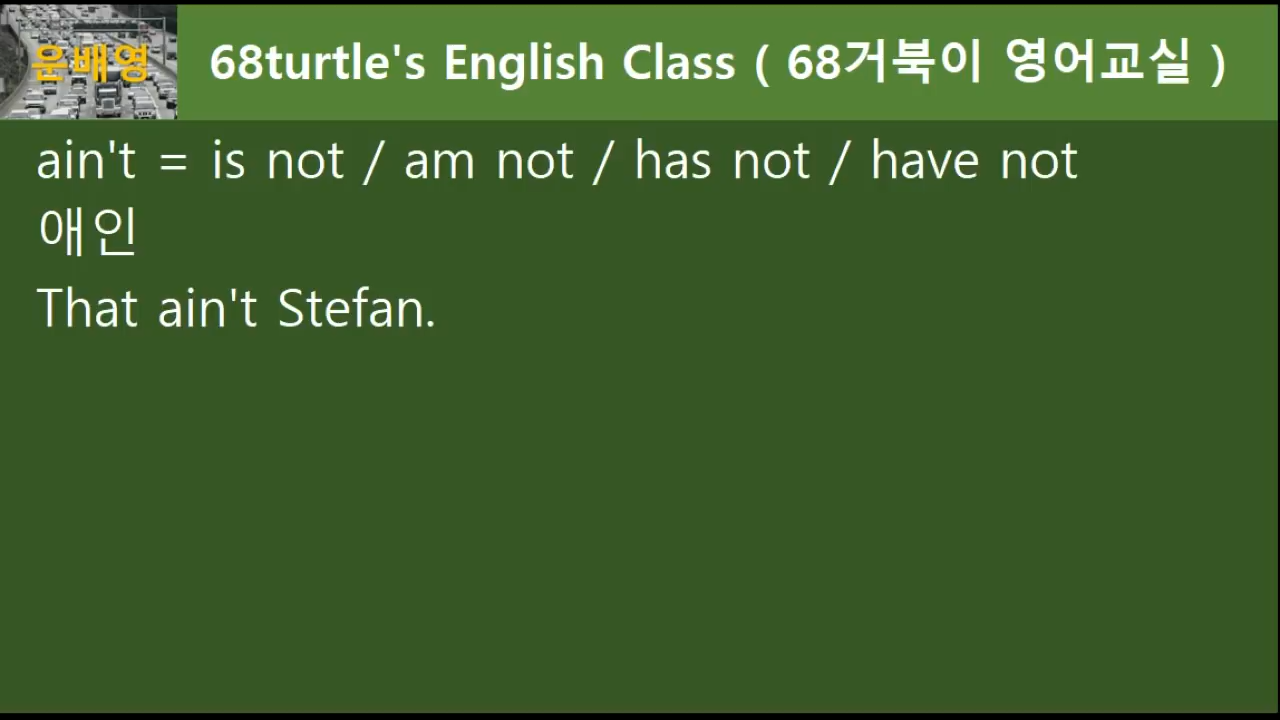 운배영
68turtle's English Class ( 68거북이 영어교실 )
ain't = is not / am not / has not / have not
애인
That ain't Stefan.